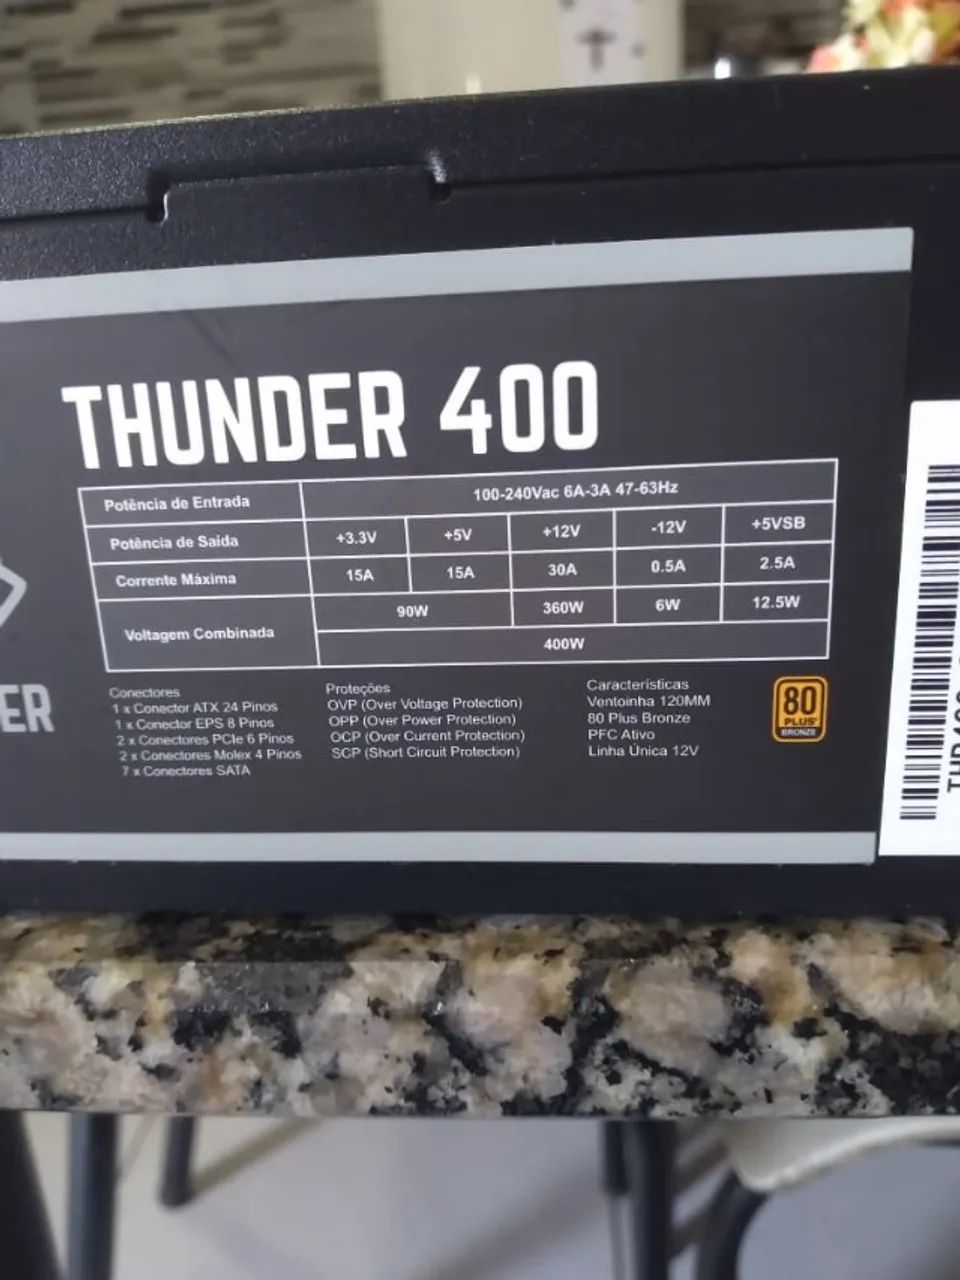 THUNDER 400
Potência de Entrada 100-240Vac 6A-3A 47-63Hz
Potência de Saída +3.3V +5V +12V -12V +5VSB
Corrente Máxima 15A 15A 30A 0.5A 2.5A
Voltagem Combinada 90W 360W 6W 12.5W
400W
DER
Conectores
1 x Conector ATX 24 Pinos
1 x Conector EPS 8 Pinos
2 x Conectores PCIe 6 Pinos
2 x Conectores Molex 4 Pinos
7 x Conectores SATA
Proteções
OVP (Over Voltage Protection)
OPP (Over Power Protection)
OCP (Over Current Protection)
SCP (Short Circuit Protection)
Características
Ventoinha 120MM
80 Plus Bronze
PFC Ativo
Linha Única 12V
80
PLUS
BRONZE